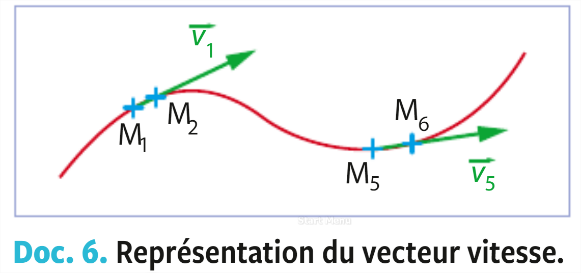 v₁
M₁
M₂
M₆
M₅
v₅
Doc. 6. Représentation du vecteur vitesse.